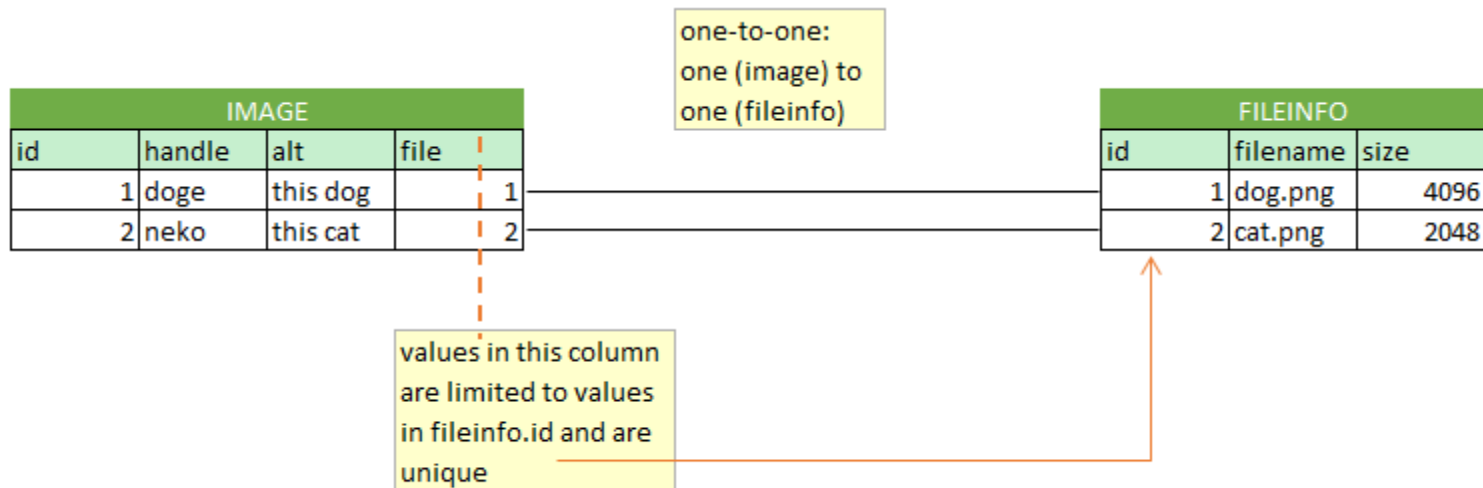 one-to-one:
one (image) to
one (fileinfo)
IMAGE
id handle alt file
1 doge this dog 1
2 neko this cat 2
FILEINFO
id filename size
1 dog.png 4096
2 cat.png 2048
values in this column
are limited to values
in fileinfo.id and are
unique